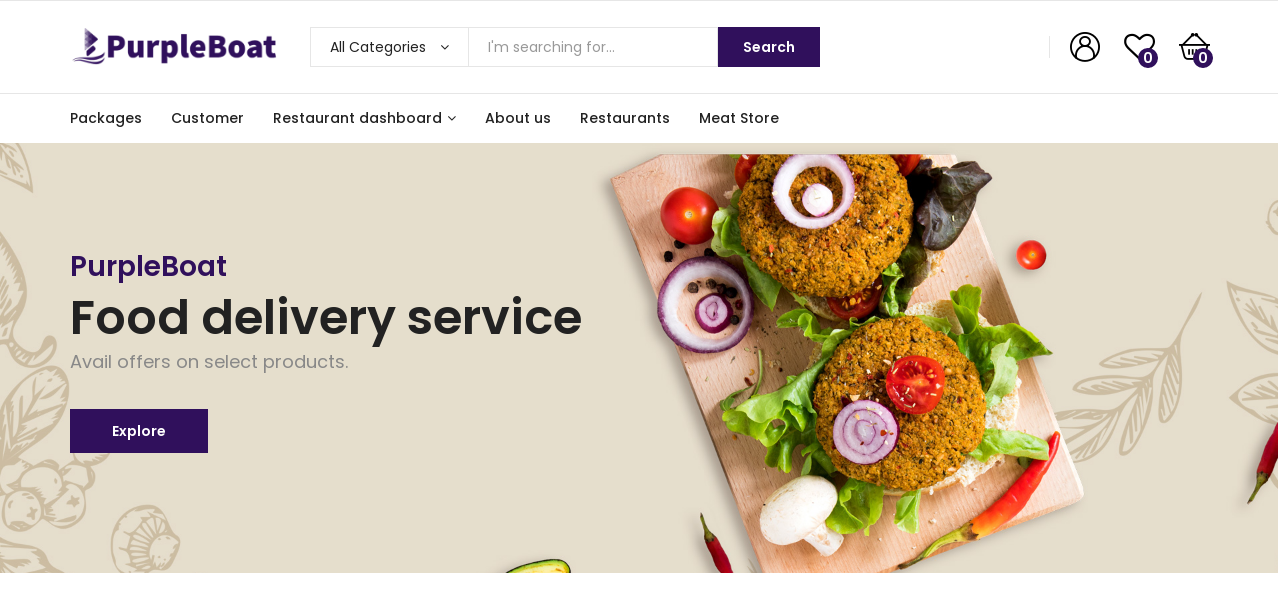 PurpleBoat
All Categories
I'm searching for...
Search
0
0
Packages
Customer
Restaurant dashboard
About us
Restaurants
Meat Store
PurpleBoat
Food delivery service
Avail offers on select products.
Explore